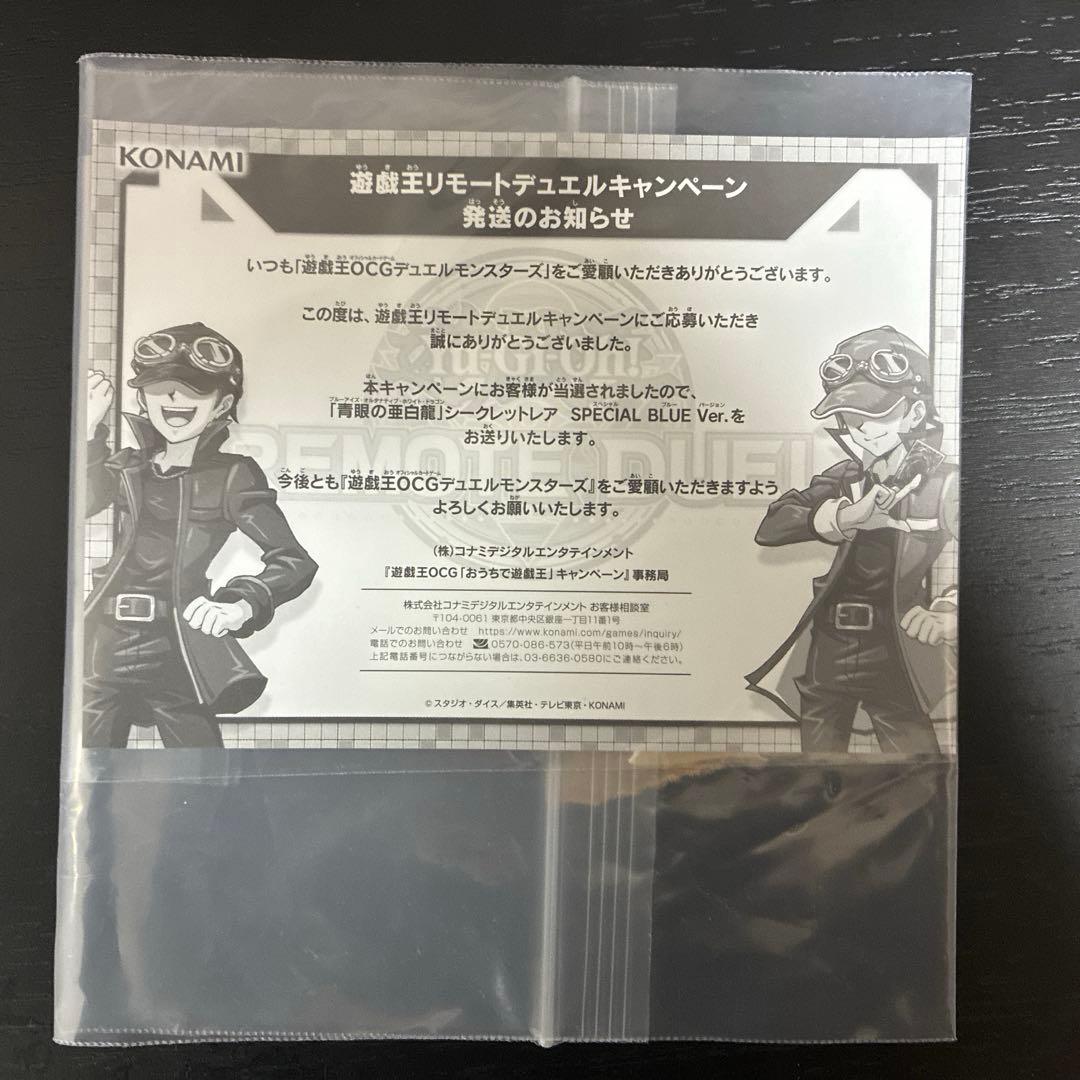 KONAMI
遊戯王リモートデュエルキャンペーン
発送のお知らせ
いつも「遊戯王OCGデュエルモンスターズ」をご愛顧いただきありがとうございます。
この度は、遊戯王リモートデュエルキャンペーンにご応募いただき
誠にありがとうございました。
本キャンペーンにお客様が当選されましたので、
「青眼の亜白龍」シークレットレア SPECIAL BLUE Ver.を
お送りいたします。
REMOTE DUEL
今後とも『遊戯王OCGデュエルモンスターズ』をご愛顧いただきますよう
よろしくお願いいたします。
(株)コナミデジタルエンタテインメント
『遊戯王OCG「おうちで遊戯王」キャンペーン』事務局
株式会社コナミデジタルエンタテインメント お客様相談室
〒104-0061 東京都中央区銀座一丁目11番1号
メールでのお問い合わせ https://www.konami.com/games/inquiry/
電話でのお問い合わせ 0570-086-573(平日午前10時～午後6時)
上記電話番号につながらない場合は、03-6636-0580にご連絡ください。
©スタジオ・ダイス／集英社・テレビ東京・KONAMI